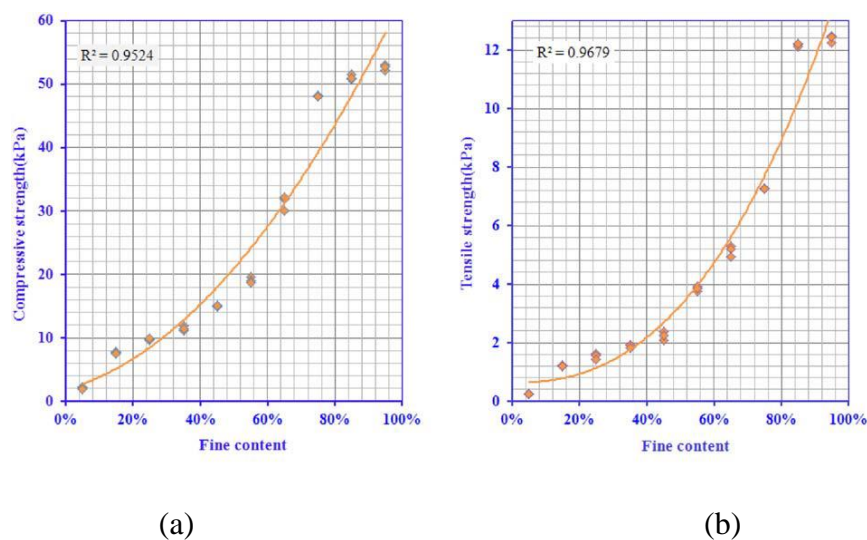 60
50
40
30
20
10
0
Compressive strength(kPa)
R² = 0.9524
0% 20% 40% 60% 80% 100%
Fine content
(a)
12
10
8
6
4
2
0
Tensile strength(kPa)
R² = 0.9679
0% 20% 40% 60% 80% 100%
Fine content
(b)